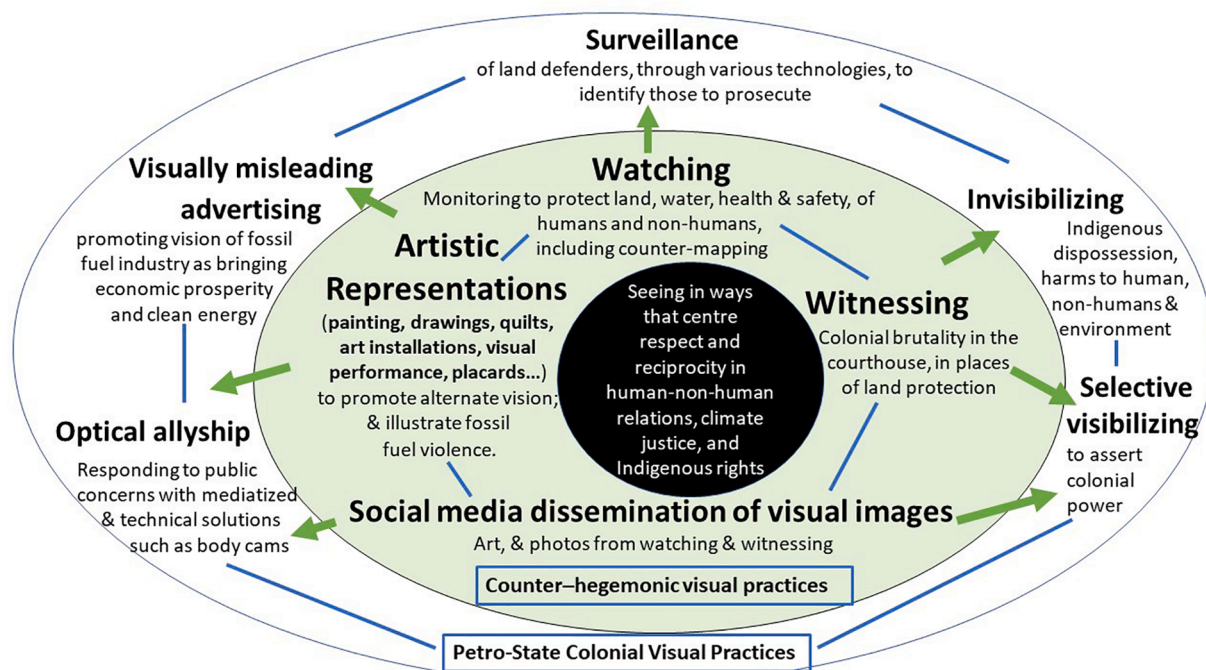 Surveillance
of land defenders, through various technologies, to
identify those to prosecute
Visually misleading
advertising
promoting vision of fossil
fuel industry as bringing
economic prosperity
and clean energy
Watching
Monitoring to protect land, water, health & safety, of
humans and non-humans,
including counter-mapping
Invisibilizing
Indigenous
dispossession,
harms to human,
non-humans &
environment
Artistic
Representations
(painting, drawings, quilts,
art installations, visual
performance, placards...)
to promote alternate vision;
& illustrate fossil
fuel violence.
Seeing in ways
that centre
respect and
reciprocity in
human-non-human
relations, climate
justice, and
Indigenous rights
Witnessing
Colonial brutality in the
courthouse, in places
of land protection
Selective
visibilizing
to assert
colonial
power
Optical allyship
Responding to public
concerns with mediatized
& technical solutions
such as body cams
Social media dissemination of visual images
Art, & photos from watching & witnessing
Counter–hegemonic visual practices
Petro-State Colonial Visual Practices